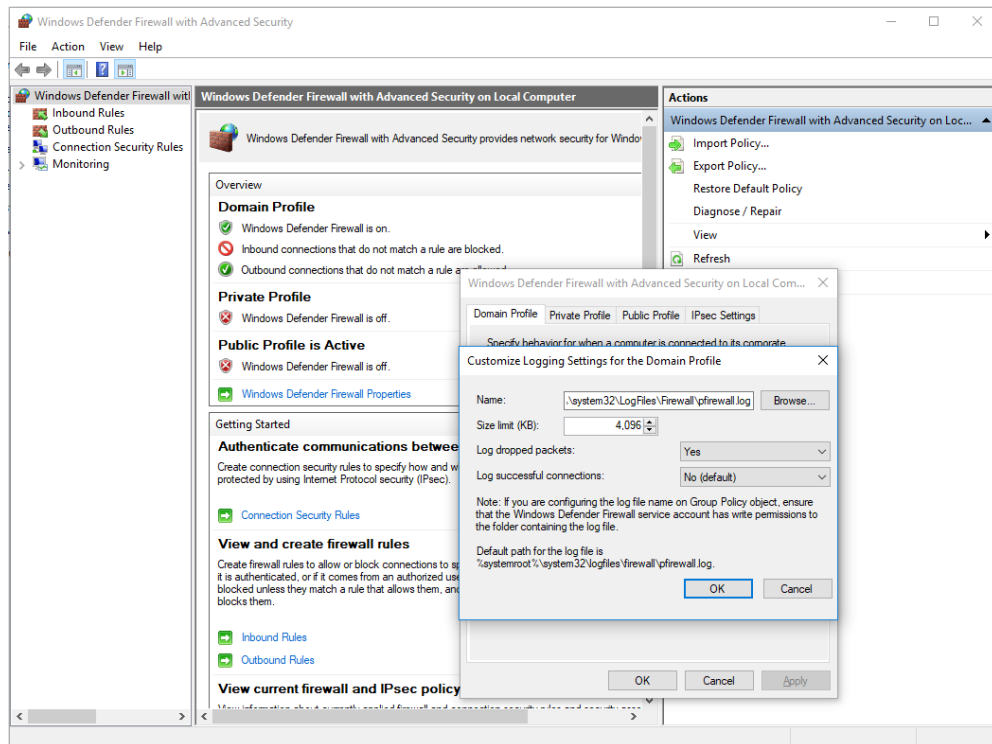 Windows Defender Firewall with Advanced Security
File Action View Help
Windows Defender Firewall witl
Inbound Rules
Outbound Rules
Connection Security Rules
Monitoring
Windows Defender Firewall with Advanced Security on Local Computer
Windows Defender Firewall with Advanced Security provides network security for Windo
Overview
Domain Profile
Windows Defender Firewall is on.
Inbound connections that do not match a rule are blocked.
Outbound connections that do not match a rule are allowed.
Private Profile
Windows Defender Firewall is off.
Public Profile is Active
Windows Defender Firewall is off.
Windows Defender Firewall Properties
Getting Started
Authenticate communications betwee
Create connection security rules to specify how and w
protected by using Internet Protocol security (IPsec).
Connection Security Rules
View and create firewall rules
Create firewall rules to allow or block connections to sp
it is authenticated, or if it comes from an authorized use
blocked unless they match a rule that allows them, and
blocks them.
Inbound Rules
Outbound Rules
View current firewall and IPsec policy
View information about currently applied firewall and connection security rules and security
Actions
Windows Defender Firewall with Advanced Security on Loc...
Import Policy...
Export Policy...
Restore Default Policy
Diagnose / Repair
View
Refresh
Windows Defender Firewall with Advanced Security on Local Com...
Domain Profile Private Profile Public Profile IPsec Settings
Specify behavior for when a computer is connected to its corporate
Customize Logging Settings for the Domain Profile
Name: .\system32\LogFiles\Firewall\pfirewall.log Browse...
Size limit (KB): 4,096
Log dropped packets: Yes
Log successful connections: No (default)
Note: If you are configuring the log file name on Group Policy object, ensure
that the Windows Defender Firewall service account has write permissions to
the folder containing the log file.
Default path for the log file is
%systemroot%\system32\logfiles\firewall\pfirewall.log.
OK Cancel
OK Cancel Apply